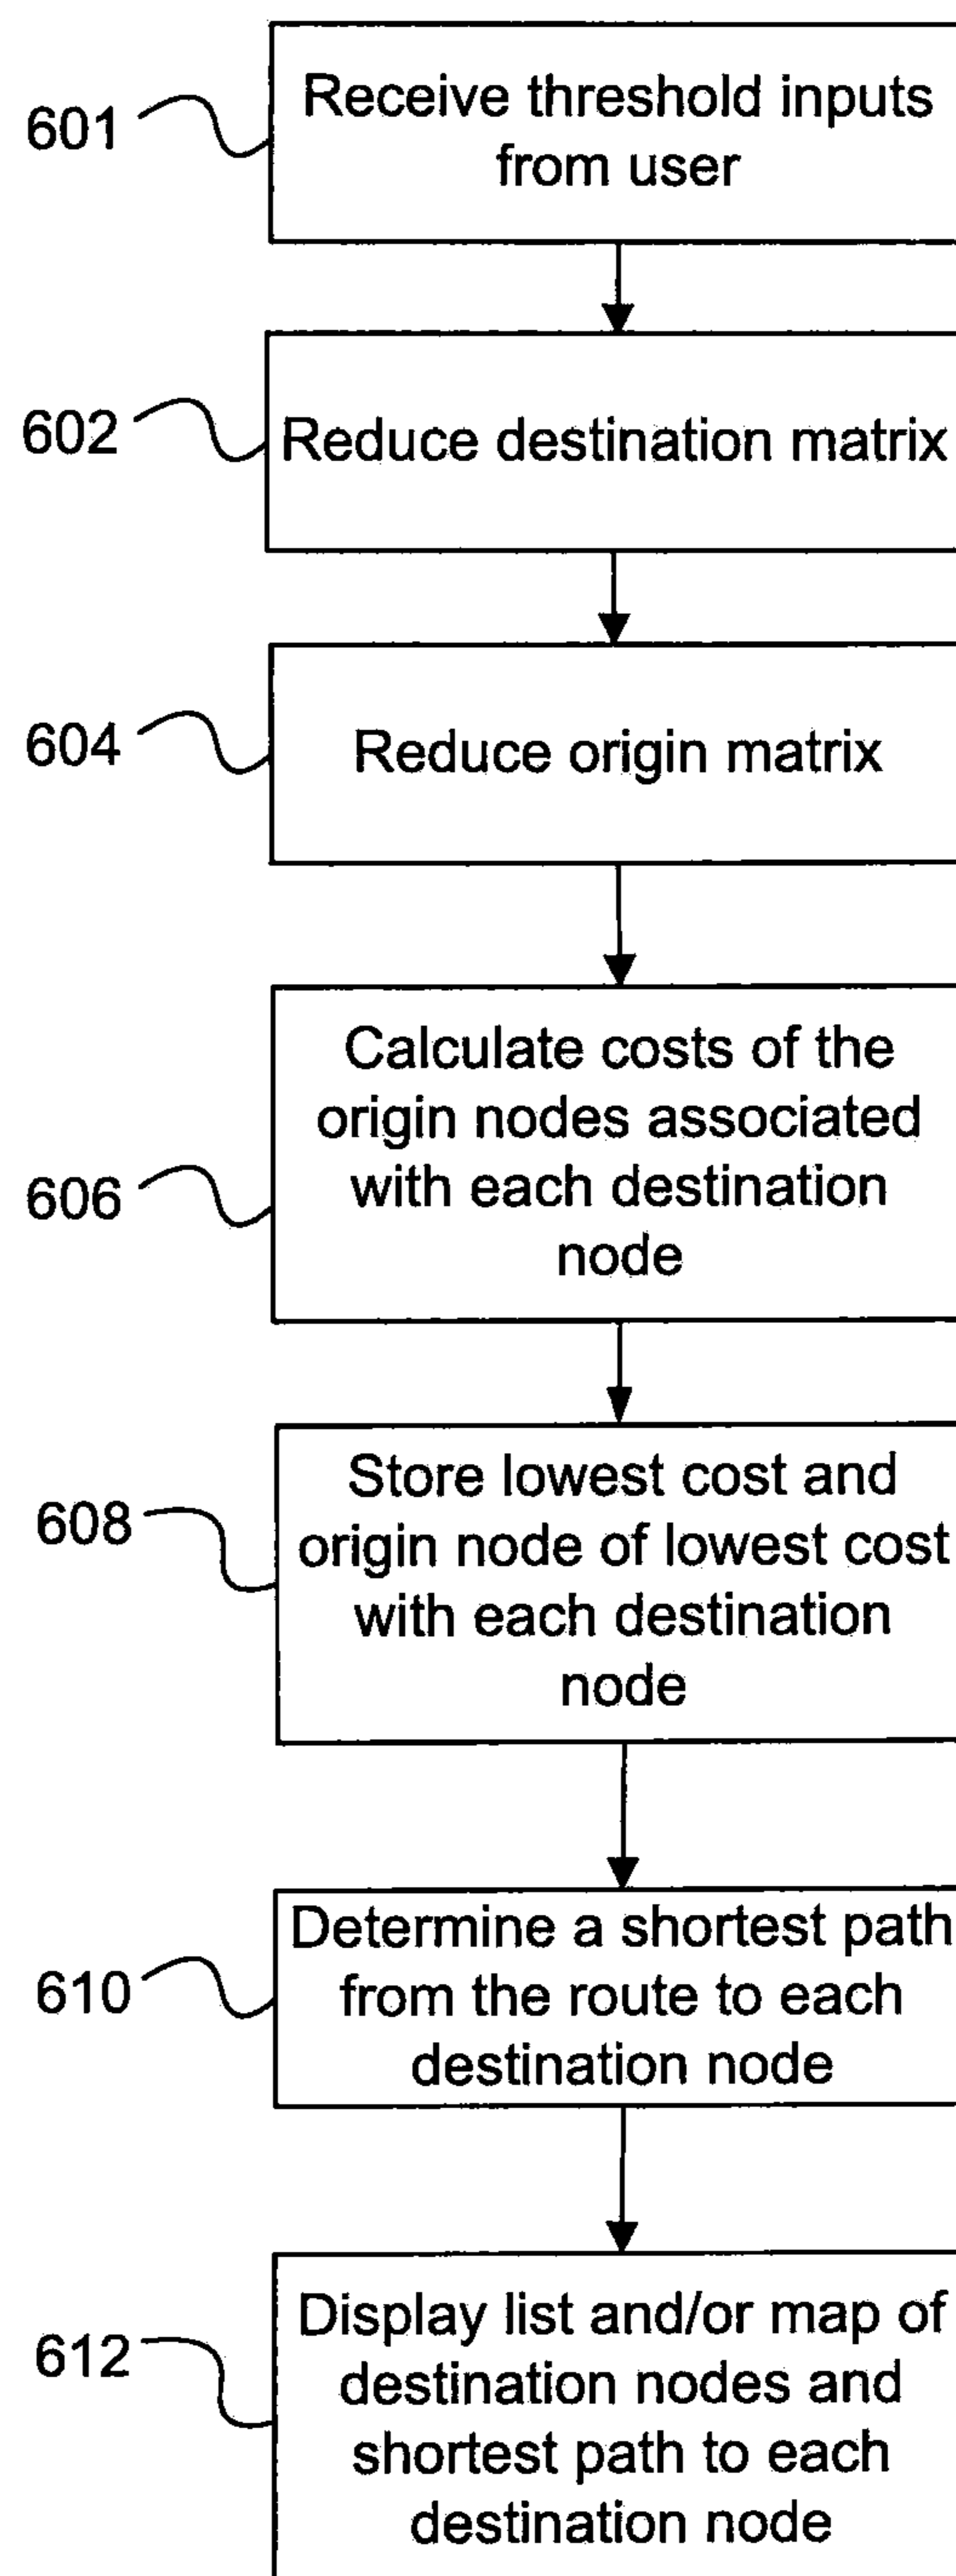 601
Receive threshold inputs
from user
602
Reduce destination matrix
604
Reduce origin matrix
606
Calculate costs of the
origin nodes associated
with each destination
node
608
Store lowest cost and
origin node of lowest cost
with each destination
node
610
Determine a shortest path
from the route to each
destination node
612
Display list and/or map of
destination nodes and
shortest path to each
destination node